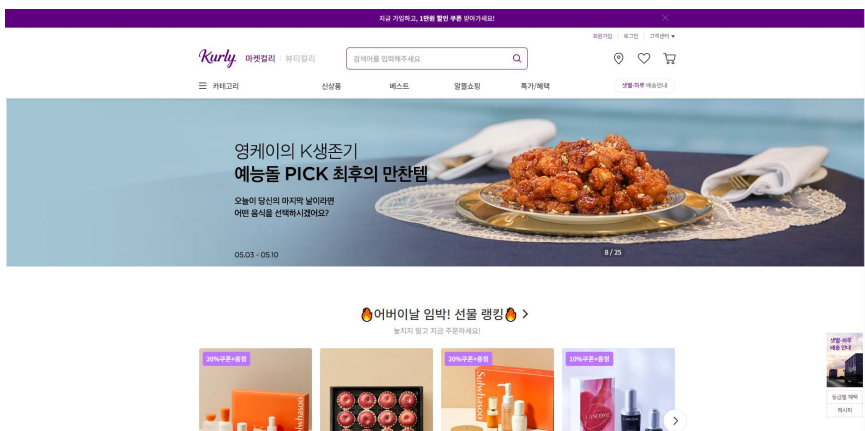 지금 가입하고, 1만원 할인 쿠폰 받아가세요!
회원가입 로그인 고객센터
Kurly 마켓컬리 뷰티컬리
검색어를 입력해주세요
카테고리 신상품 베스트 알뜰쇼핑 특가/혜택 샛별·하루 배송안내
영케이의 K생존기
예능돌 PICK 최후의 만찬템
오늘이 당신의 마지막 날이라면
어떤 음식을 선택하시겠어요?
05.03 - 05.10
8 / 25
🔥어버이날 임박! 선물 랭킹🔥 >
놓치지 말고 지금 주문하세요!
20%쿠폰+증정 20%쿠폰+증정 10%쿠폰+증정
Sulwhasoo
Sulwhasoo
LANCOME
샛별·하루
배송 안내
등급별 혜택
레시피